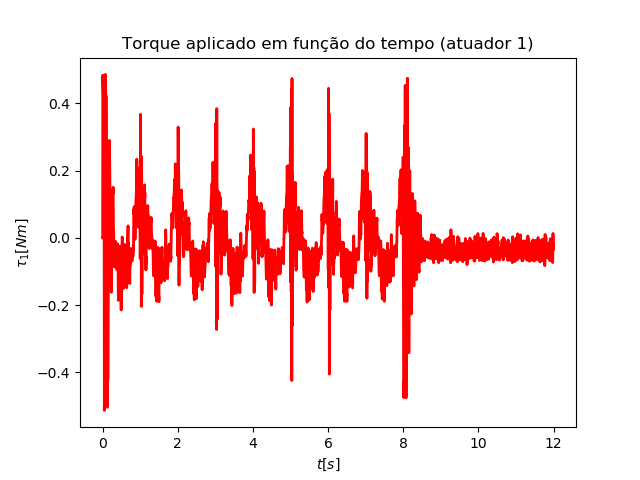 Torque aplicado em função do tempo (atuador 1)
0.4
0.2
0.0
−0.2
−0.4
τ₁[Nm]
0 2 4 6 8 10 12
t[s]